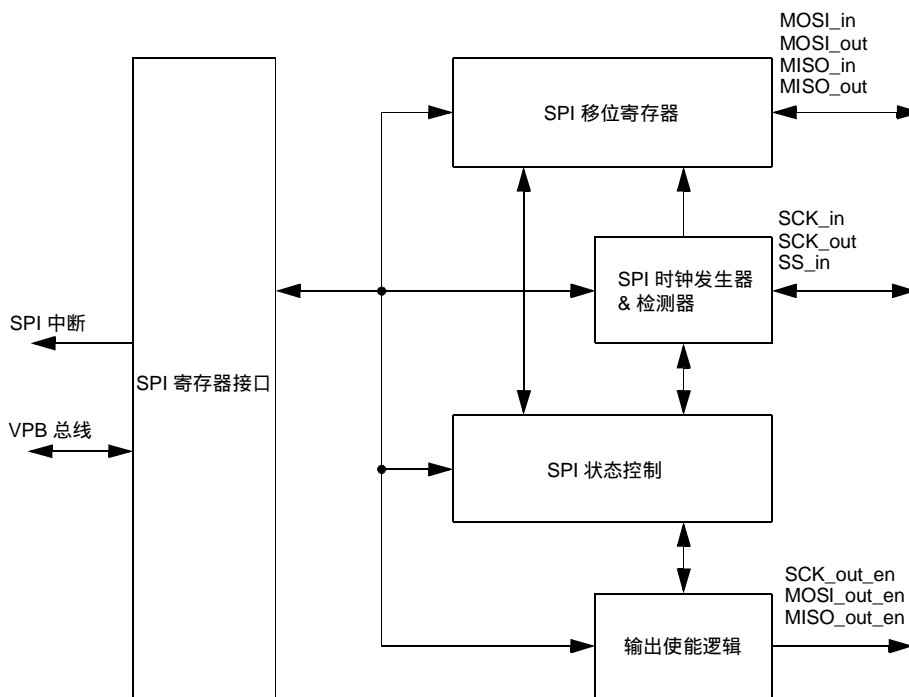 MOSI_in
MOSI_out
MISO_in
MISO_out
SPI 移位寄存器
SCK_in
SCK_out
SS_in
SPI 时钟发生器
& 检测器
SPI 中断
SPI 寄存器接口
VPB 总线
SPI 状态控制
SCK_out_en
MOSI_out_en
MISO_out_en
输出使能逻辑